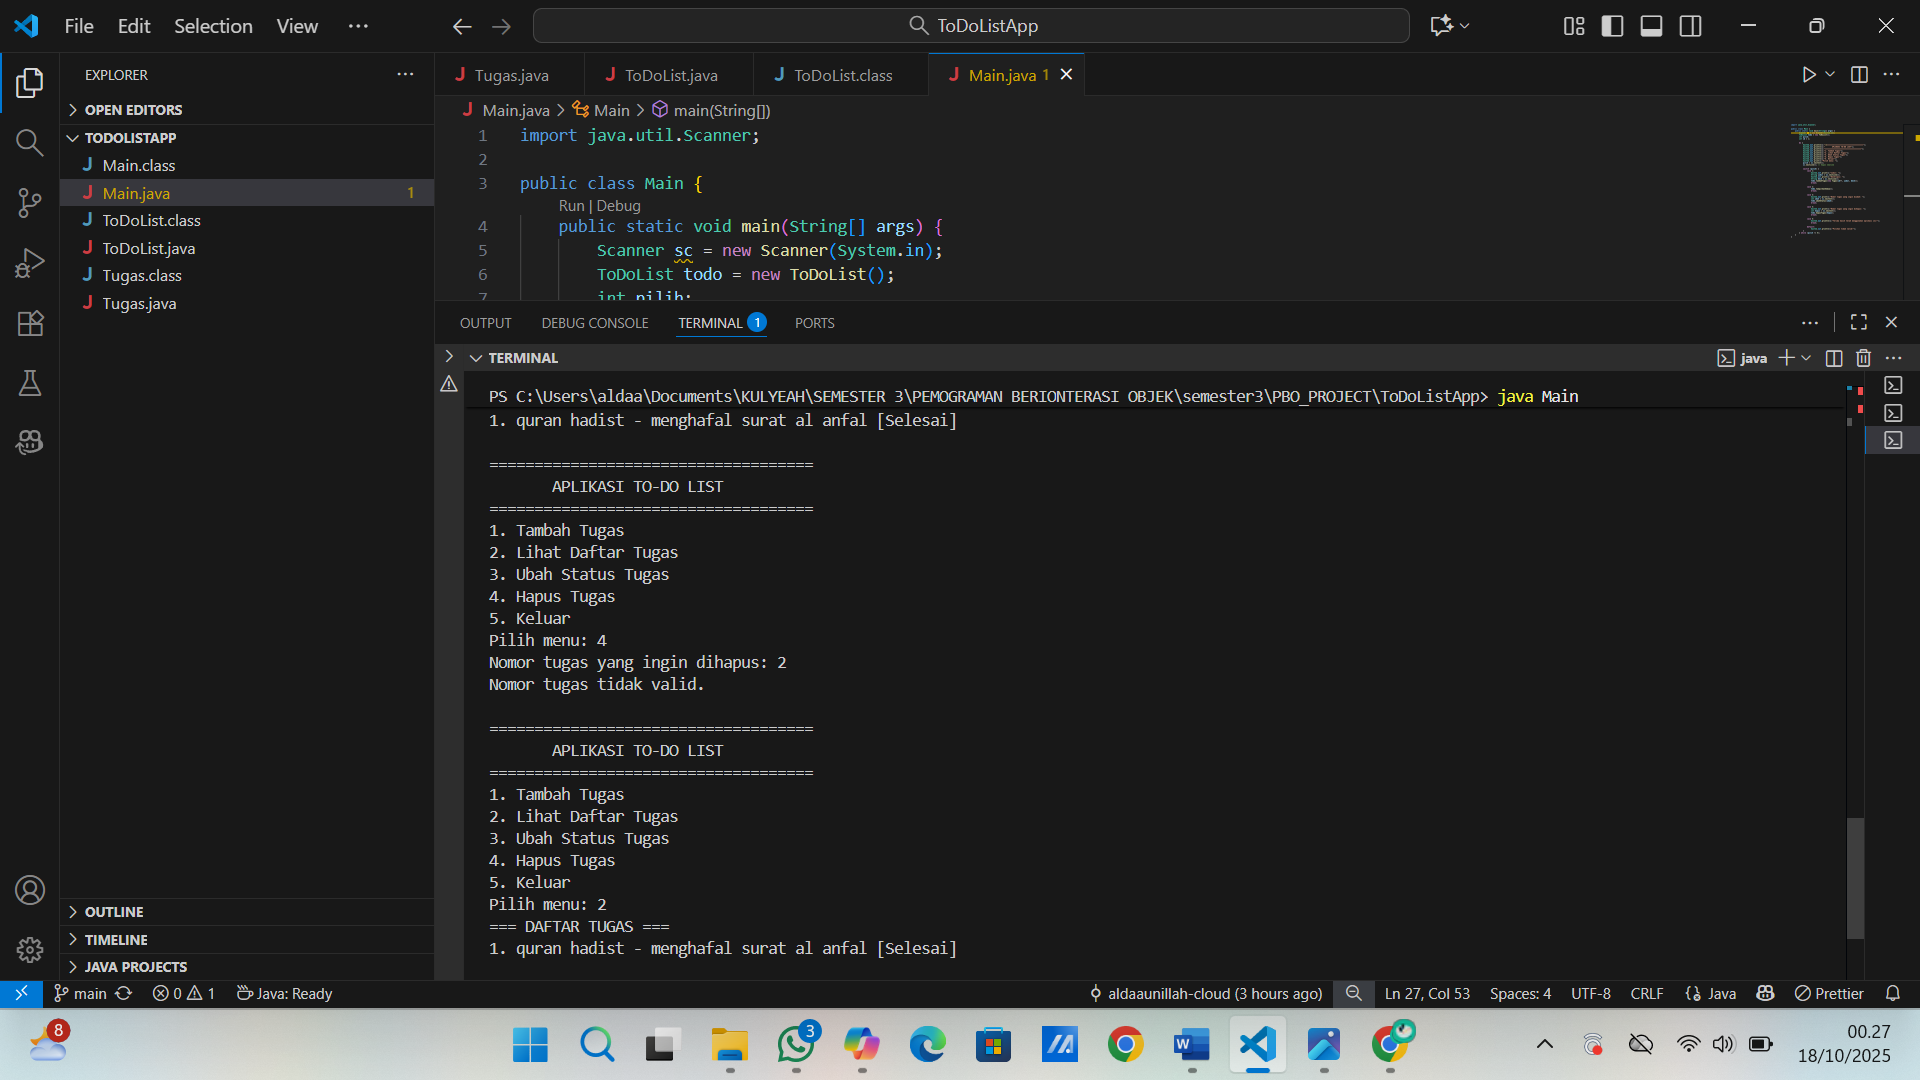 File Edit Selection View ···
ToDoListApp
EXPLORER
OPEN EDITORS
TODOLISTAPP
Main.class
Main.java 1
ToDoList.class
ToDoList.java
Tugas.class
Tugas.java
OUTLINE
TIMELINE
JAVA PROJECTS
Tugas.java ToDoList.java ToDoList.class Main.java 1
Main.java > Main > main(String[])
1 import java.util.Scanner;
2
3 public class Main {
Run | Debug
4 public static void main(String[] args) {
5 Scanner sc = new Scanner(System.in);
6 ToDoList todo = new ToDoList();
7 int pilih;
OUTPUT DEBUG CONSOLE TERMINAL 1 PORTS
TERMINAL
java
PS C:\Users\aldaa\Documents\KULYEAH\SEMESTER 3\PEMOGRAMAN BERIONTERASI OBJEK\semester3\PBO_PROJECT\ToDoListApp> java Main
1. quran hadist - menghafal surat al anfal [Selesai]
====================================
APLIKASI TO-DO LIST
====================================
1. Tambah Tugas
2. Lihat Daftar Tugas
3. Ubah Status Tugas
4. Hapus Tugas
5. Keluar
Pilih menu: 4
Nomor tugas yang ingin dihapus: 2
Nomor tugas tidak valid.
====================================
APLIKASI TO-DO LIST
====================================
1. Tambah Tugas
2. Lihat Daftar Tugas
3. Ubah Status Tugas
4. Hapus Tugas
5. Keluar
Pilih menu: 2
=== DAFTAR TUGAS ===
1. quran hadist - menghafal surat al anfal [Selesai]
main 0 1 Java: Ready
aldaaunillah-cloud (3 hours ago) Ln 27, Col 53 Spaces: 4 UTF-8 CRLF {} Java Prettier
8
3
00.27
18/10/2025